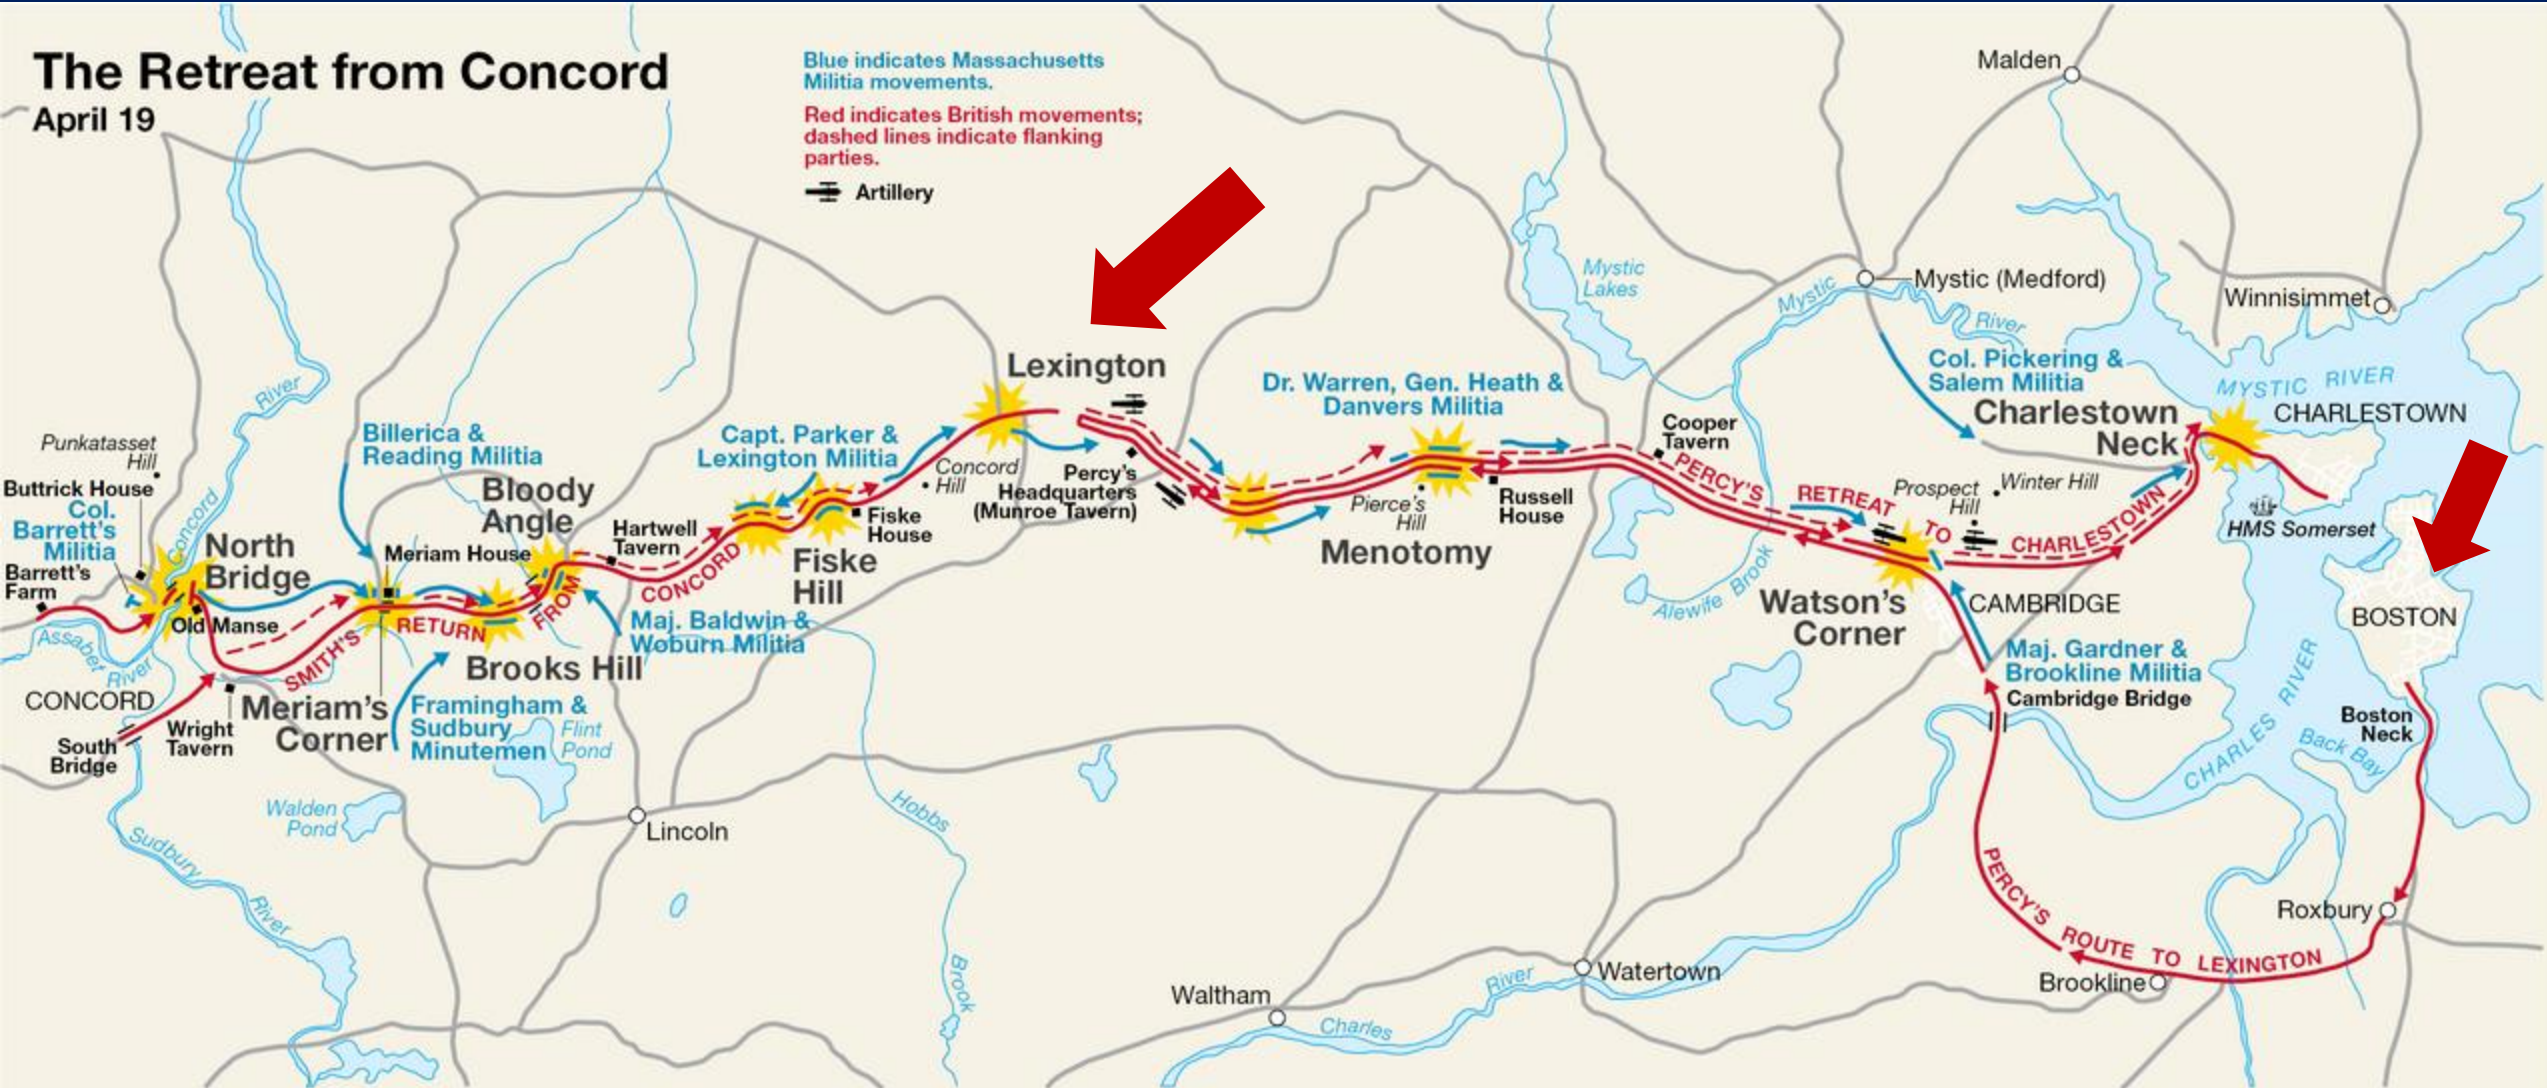 The Retreat from Concord
April 19
Blue indicates Massachusetts
Militia movements.
Red indicates British movements;
dashed lines indicate flanking
parties.
Artillery
Malden
Mystic
Lakes
Mystic (Medford)
Mystic
River
Winnisimmet
Col. Pickering &
Salem Militia
MYSTIC RIVER
CHARLESTOWN
Charlestown
Neck
HMS Somerset
Lexington
Dr. Warren, Gen. Heath &
Danvers Militia
Cooper
Tavern
River
Punkatasset
Hill
Buttrick House
Col.
Barrett's
Militia
Barrett's
Farm
Concord
North
Bridge
Old Manse
Assabet
River
CONCORD
South
Bridge
Wright
Tavern
Billerica &
Reading Militia
Meriam House
Bloody
Angle
Hartwell
Tavern
Capt. Parker &
Lexington Militia
Concord
Hill
Fiske
House
Fiske
Hill
Percy's
Headquarters
(Munroe Tavern)
Pierce's
Hill
Russell
House
Menotomy
SMITH'S RETURN FROM CONCORD
PERCY'S RETREAT TO CHARLESTOWN
Prospect
Hill
Winter Hill
Alewife Brook
Watson's
Corner
CAMBRIDGE
Maj. Gardner &
Brookline Militia
Cambridge Bridge
BOSTON
Boston
Neck
Back Bay
CHARLES RIVER
Maj. Baldwin &
Woburn Militia
Brooks Hill
Meriam's
Corner
Framingham &
Sudbury
Minutemen
Flint
Pond
Walden
Pond
Sudbury
River
Lincoln
Hobbs
Brook
Roxbury
PERCY'S ROUTE TO LEXINGTON
Brookline
Watertown
Waltham
Charles
River